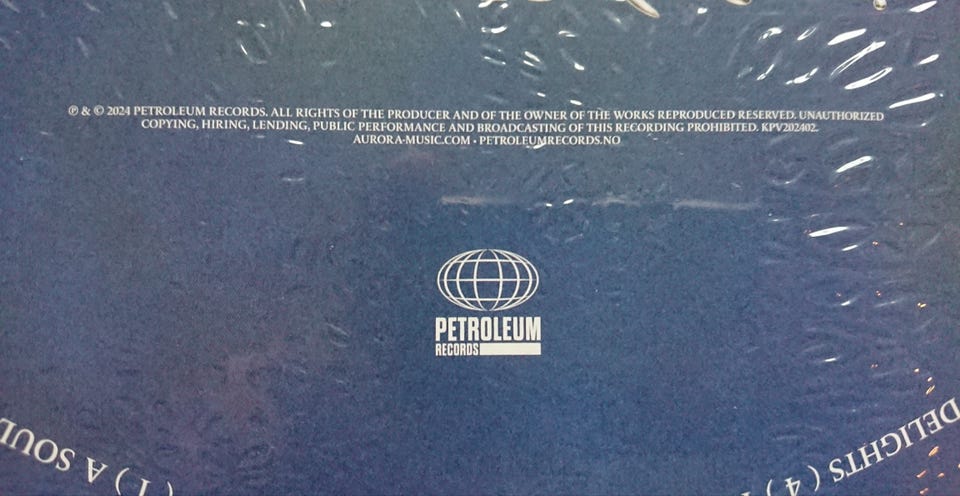 ℗ & © 2024 PETROLEUM RECORDS. ALL RIGHTS OF THE PRODUCER AND OF THE OWNER OF THE WORKS REPRODUCED RESERVED. UNAUTHORIZED
COPYING, HIRING, LENDING, PUBLIC PERFORMANCE AND BROADCASTING OF THIS RECORDING PROHIBITED. KPV202402.
AURORA-MUSIC.COM • PETROLEUMRECORDS.NO
PETROLEUM
RECORDS
(1) A SOUL
DELIGHTS (4)